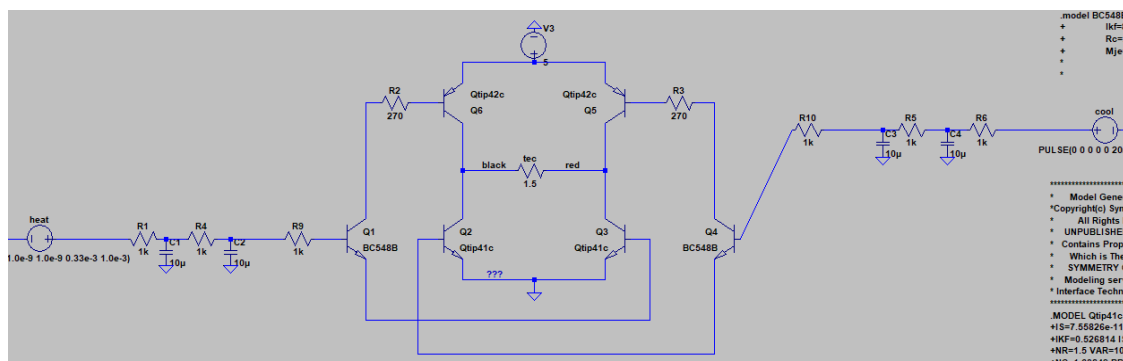 .model BC548B
+ Ikf=
+ Rc=
+ Mje
*
*
V3
5
R2
270
Qtip42c
Q6
Qtip42c
Q5
R3
270
black
tec
1.5
red
R10
1k
C3
10µ
R5
1k
C4
10µ
R6
1k
cool
PULSE(0 0 0 0 0 20
heat
1.0e-9 1.0e-9 0.33e-3 1.0e-3)
R1
1k
C1
10µ
R4
1k
C2
10µ
R9
1k
Q1
BC548B
Q2
Qtip41c
Q3
Qtip41c
Q4
BC548B
???
* Model Gene
*Copyright(c) Sym
* All Rights
* UNPUBLISHE
* Contains Prop
* Which is The
* SYMMETRY
* Modeling ser
* Interface Techn
.MODEL Qtip41c
+IS=7.55826e-11
+IKF=0.526814 I
+NR=1.5 VAR=10